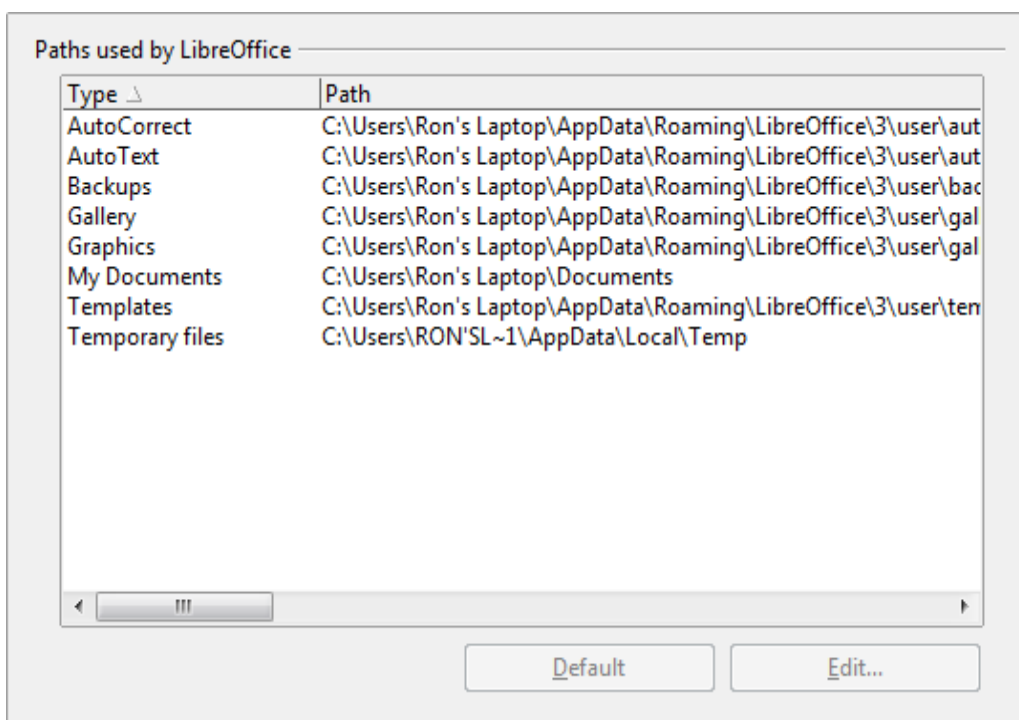 Paths used by LibreOffice
Type Path
AutoCorrect C:\Users\Ron's Laptop\AppData\Roaming\LibreOffice\3\user\aut
AutoText C:\Users\Ron's Laptop\AppData\Roaming\LibreOffice\3\user\aut
Backups C:\Users\Ron's Laptop\AppData\Roaming\LibreOffice\3\user\bac
Gallery C:\Users\Ron's Laptop\AppData\Roaming\LibreOffice\3\user\gal
Graphics C:\Users\Ron's Laptop\AppData\Roaming\LibreOffice\3\user\gal
My Documents C:\Users\Ron's Laptop\Documents
Templates C:\Users\Ron's Laptop\AppData\Roaming\LibreOffice\3\user\tem
Temporary files C:\Users\RON'SL~1\AppData\Local\Temp
Default Edit...